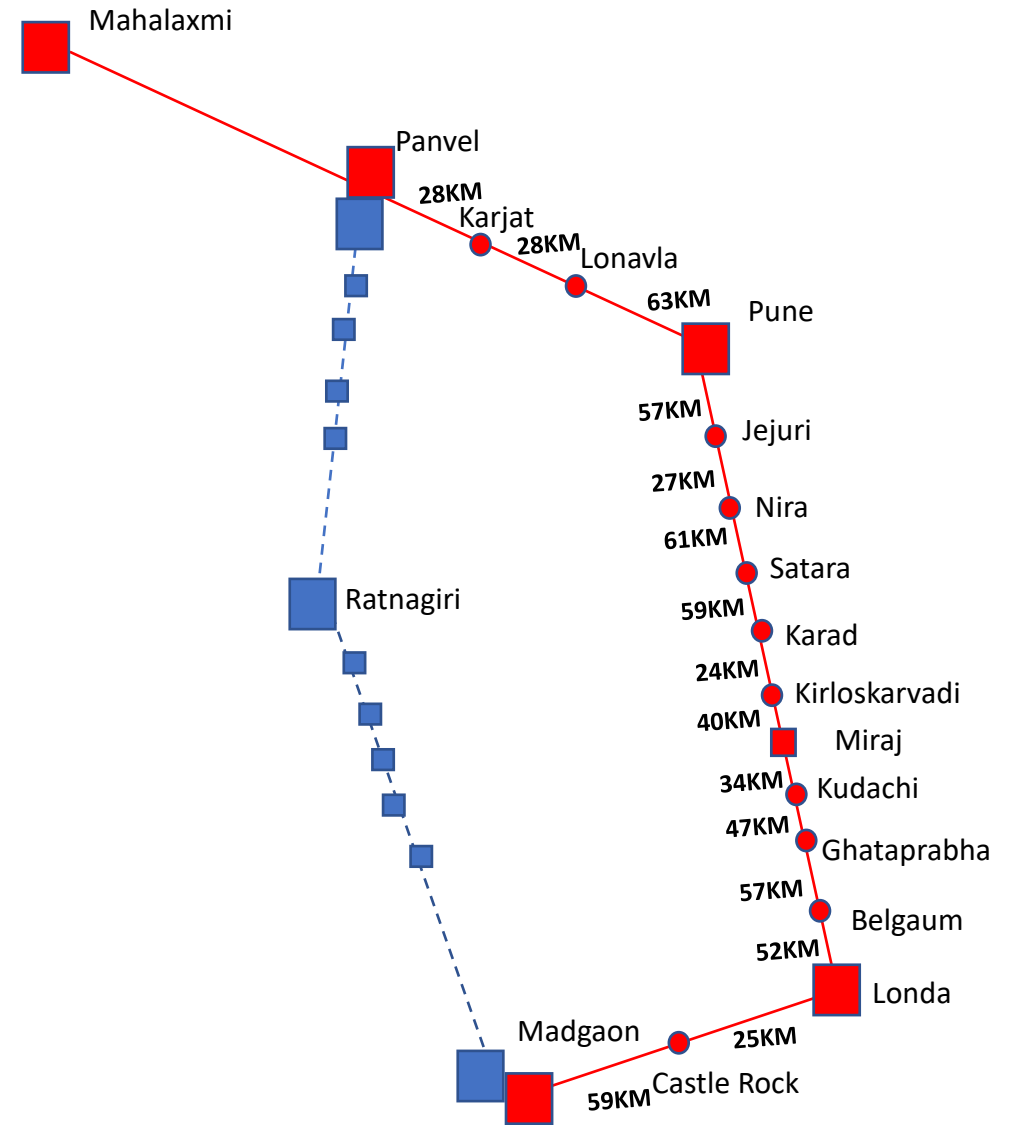 Mahalaxmi
Panvel
28KM
Karjat
28KM
Lonavla
63KM
Pune
57KM
Jejuri
27KM
Nira
61KM
Satara
59KM
Karad
24KM
Kirloskarvadi
40KM
Miraj
34KM
Kudachi
47KM
Ghataprabha
57KM
Belgaum
52KM
Londa
25KM
Castle Rock
59KM
Madgaon
Ratnagiri